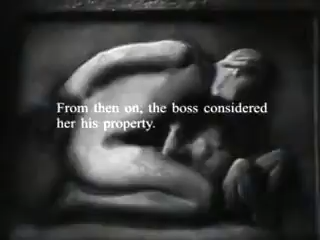 From then on, the boss considered
her his property.